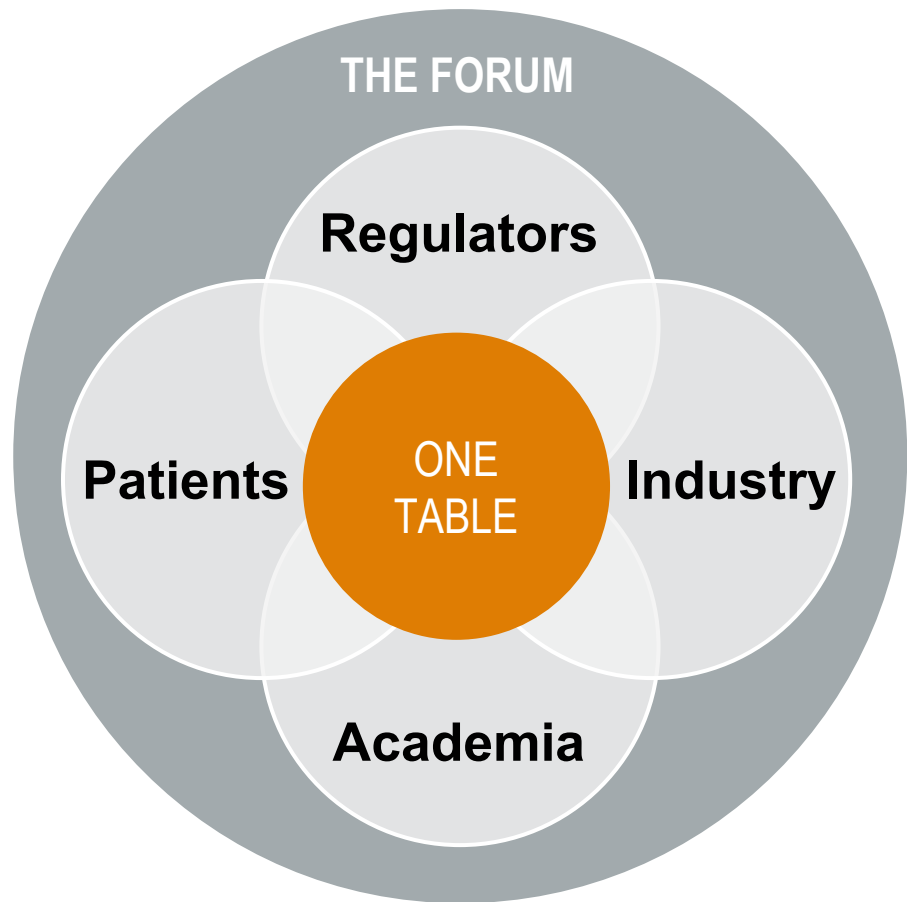 THE FORUM
Regulators
Patients
ONE
TABLE
Industry
Academia